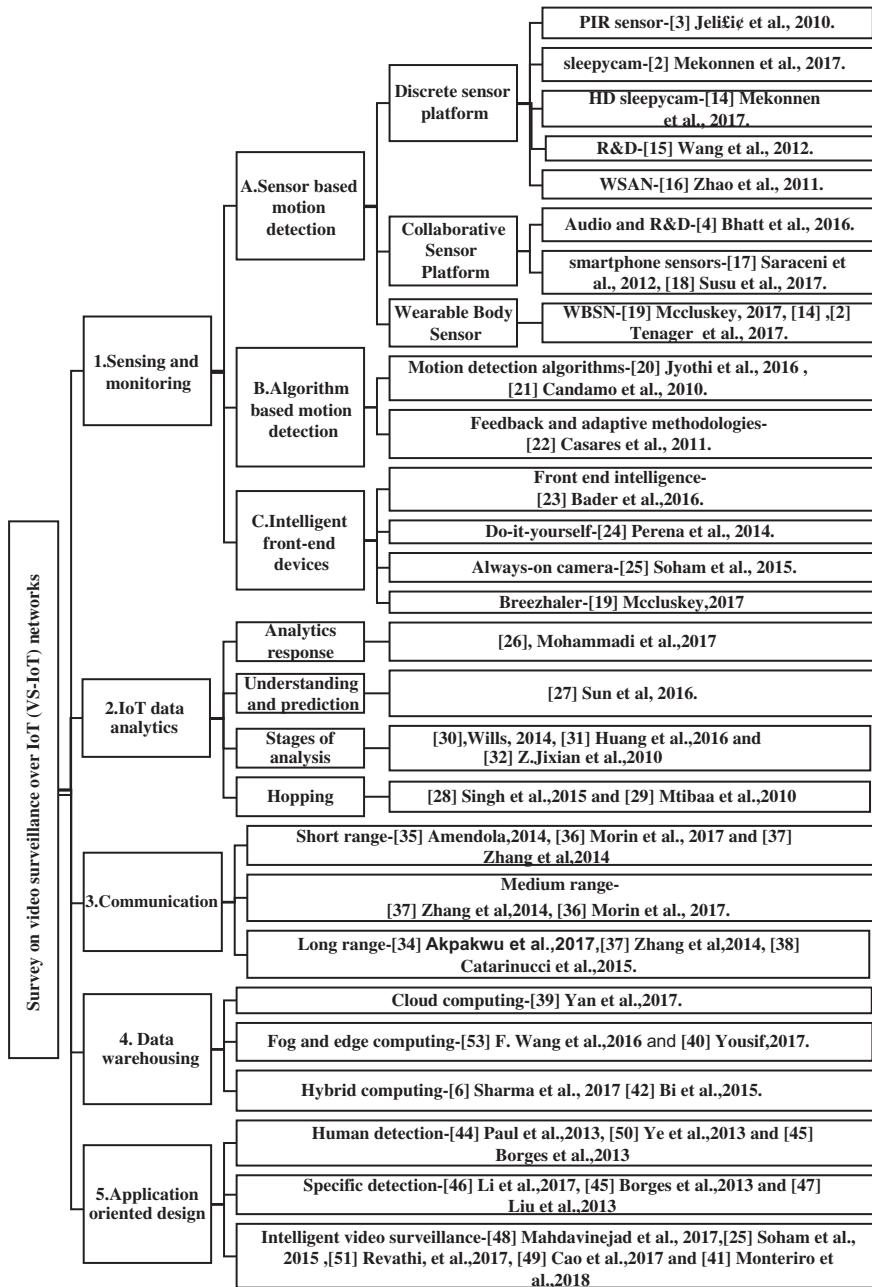 Survey on video surveillance over IoT (VS-IoT) networks
1.Sensing and
monitoring
A.Sensor based
motion
detection
Discrete sensor
platform
PIR sensor-[3] Jeli£i¢ et al., 2010.
sleepycam-[2] Mekonnen et al., 2017.
HD sleepycam-[14] Mekonnen
et al., 2017.
R&D-[15] Wang et al., 2012.
WSAN-[16] Zhao et al., 2011.
Collaborative
Sensor
Platform
Audio and R&D-[4] Bhatt et al., 2016.
smartphone sensors-[17] Saraceni et
al., 2012, [18] Susu et al., 2017.
Wearable Body
Sensor
WBSN-[19] Mccluskey, 2017, [14] ,[2]
Tenager et al., 2017.
B.Algorithm
based motion
detection
Motion detection algorithms-[20] Jyothi et al., 2016 ,
[21] Candamo et al., 2010.
Feedback and adaptive methodologies-
[22] Casares et al., 2011.
C.Intelligent
front-end
devices
Front end intelligence-
[23] Bader et al.,2016.
Do-it-yourself-[24] Perena et al., 2014.
Always-on camera-[25] Soham et al., 2015.
Breezhaler-[19] Mccluskey,2017
2.IoT data
analytics
Analytics
response
[26], Mohammadi et al.,2017
Understanding
and prediction
[27] Sun et al, 2016.
Stages of
analysis
[30],Wills, 2014, [31] Huang et al.,2016 and
[32] Z.Jixian et al.,2010
Hopping
[28] Singh et al.,2015 and [29] Mtibaa et al.,2010
3.Communication
Short range-[35] Amendola,2014, [36] Morin et al., 2017 and [37]
Zhang et al,2014
Medium range-
[37] Zhang et al,2014, [36] Morin et al., 2017.
Long range-[34] Akpakwu et al.,2017,[37] Zhang et al,2014, [38]
Catarinucci et al.,2015.
4. Data
warehousing
Cloud computing-[39] Yan et al.,2017.
Fog and edge computing-[53] F. Wang et al.,2016 and [40] Yousif,2017.
Hybrid computing-[6] Sharma et al., 2017 [42] Bi et al.,2015.
5.Application
oriented design
Human detection-[44] Paul et al.,2013, [50] Ye et al.,2013 and [45]
Borges et al.,2013
Specific detection-[46] Li et al.,2017, [45] Borges et al.,2013 and [47]
Liu et al.,2013
Intelligent video surveillance-[48] Mahdavinejad et al., 2017,[25] Soham et al.,
2015 ,[51] Revathi, et al.,2017, [49] Cao et al.,2017 and [41] Monteriro et
al.,2018